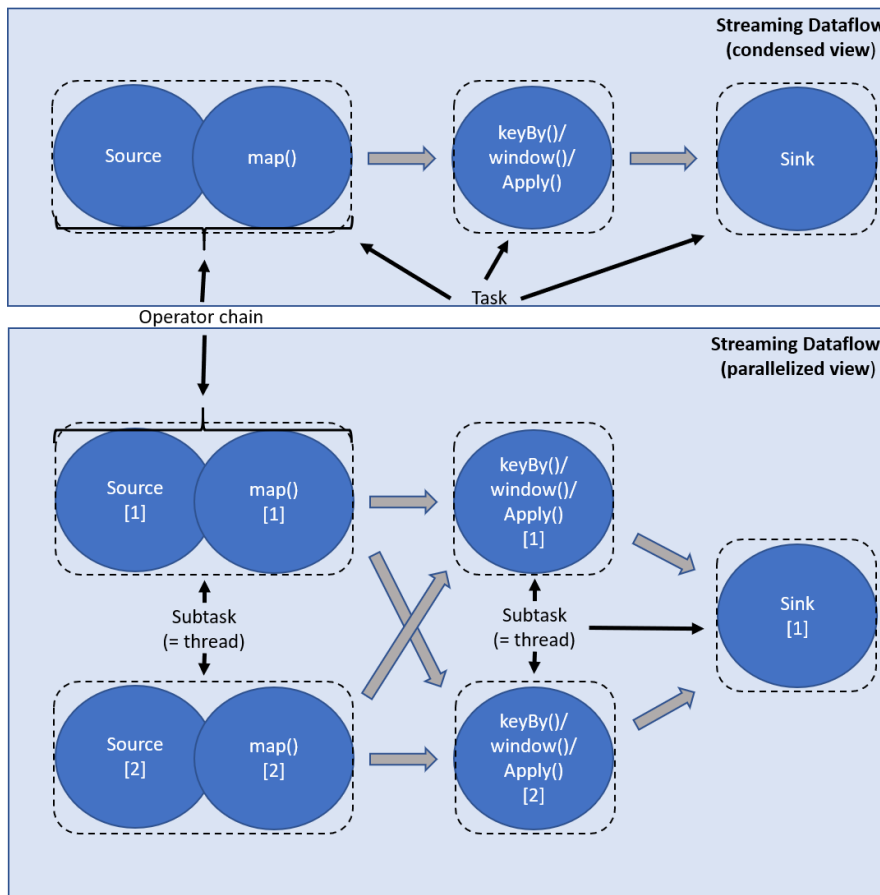 Streaming Dataflow
(condensed view)
Source
map()
keyBy()/
window()/
Apply()
Sink
Task
Operator chain
Streaming Dataflow
(parallelized view)
Source
[1]
map()
[1]
keyBy()/
window()/
Apply()
[1]
Subtask
(= thread)
Subtask
(= thread)
Sink
[1]
Source
[2]
map()
[2]
keyBy()/
window()/
Apply()
[2]